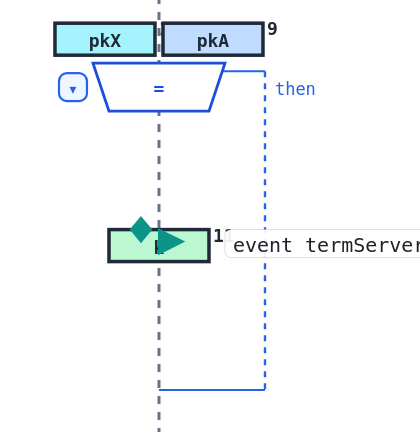 pkX pkA 9
▾ =
then
event termServer